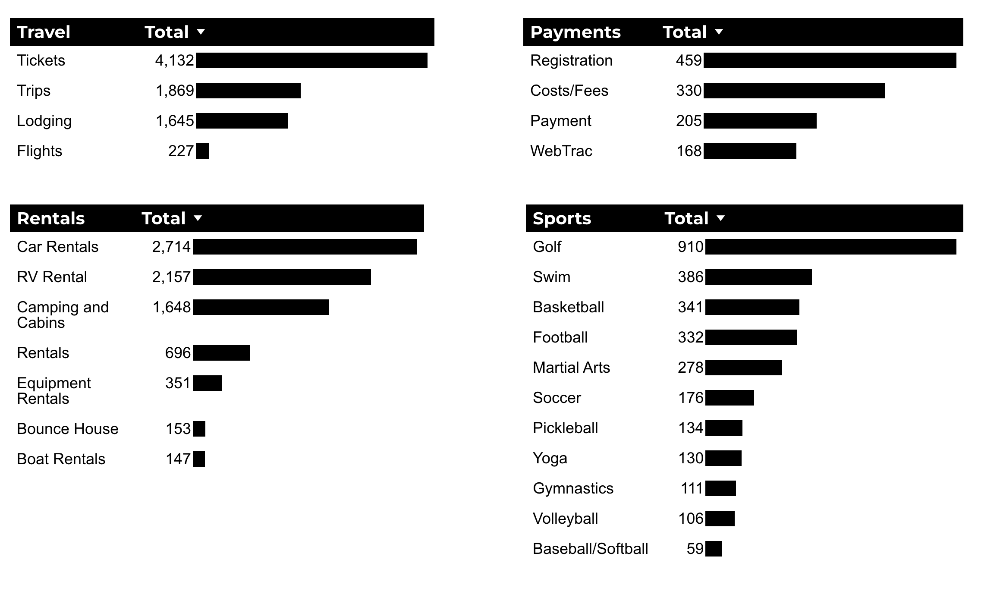 Travel Total ▼
Tickets 4,132
Trips 1,869
Lodging 1,645
Flights 227
Payments Total ▼
Registration 459
Costs/Fees 330
Payment 205
WebTrac 168
Rentals Total ▼
Car Rentals 2,714
RV Rental 2,157
Camping and 1,648
Cabins
Rentals 696
Equipment 351
Rentals
Bounce House 153
Boat Rentals 147
Sports Total ▼
Golf 910
Swim 386
Basketball 341
Football 332
Martial Arts 278
Soccer 176
Pickleball 134
Yoga 130
Gymnastics 111
Volleyball 106
Baseball/Softball 59